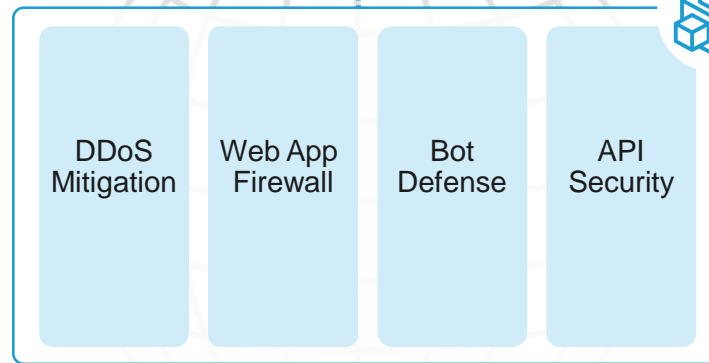 DDoS
Mitigation
Web App
Firewall
Bot
Defense
API
Security